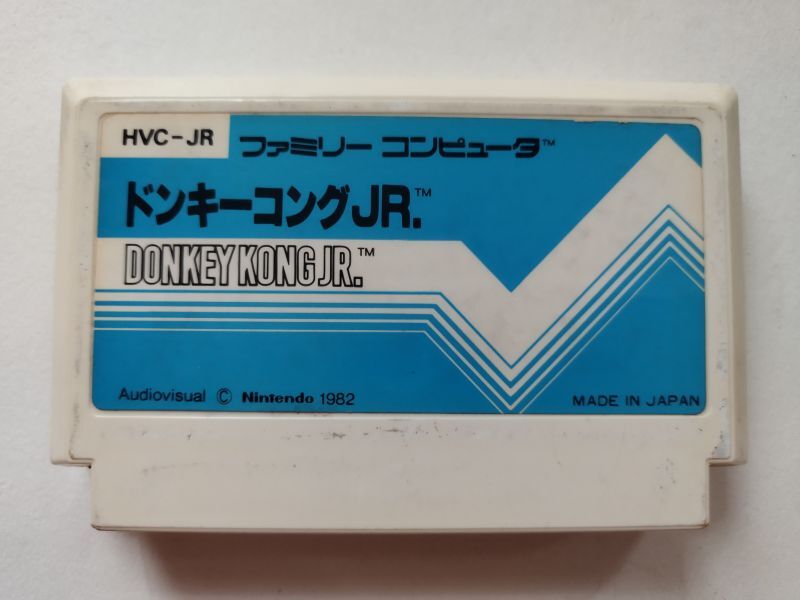 HVC-JR ファミリー コンピュータ™
ドンキーコングJR.™
DONKEY KONG JR.™
Audiovisual © Nintendo 1982 MADE IN JAPAN